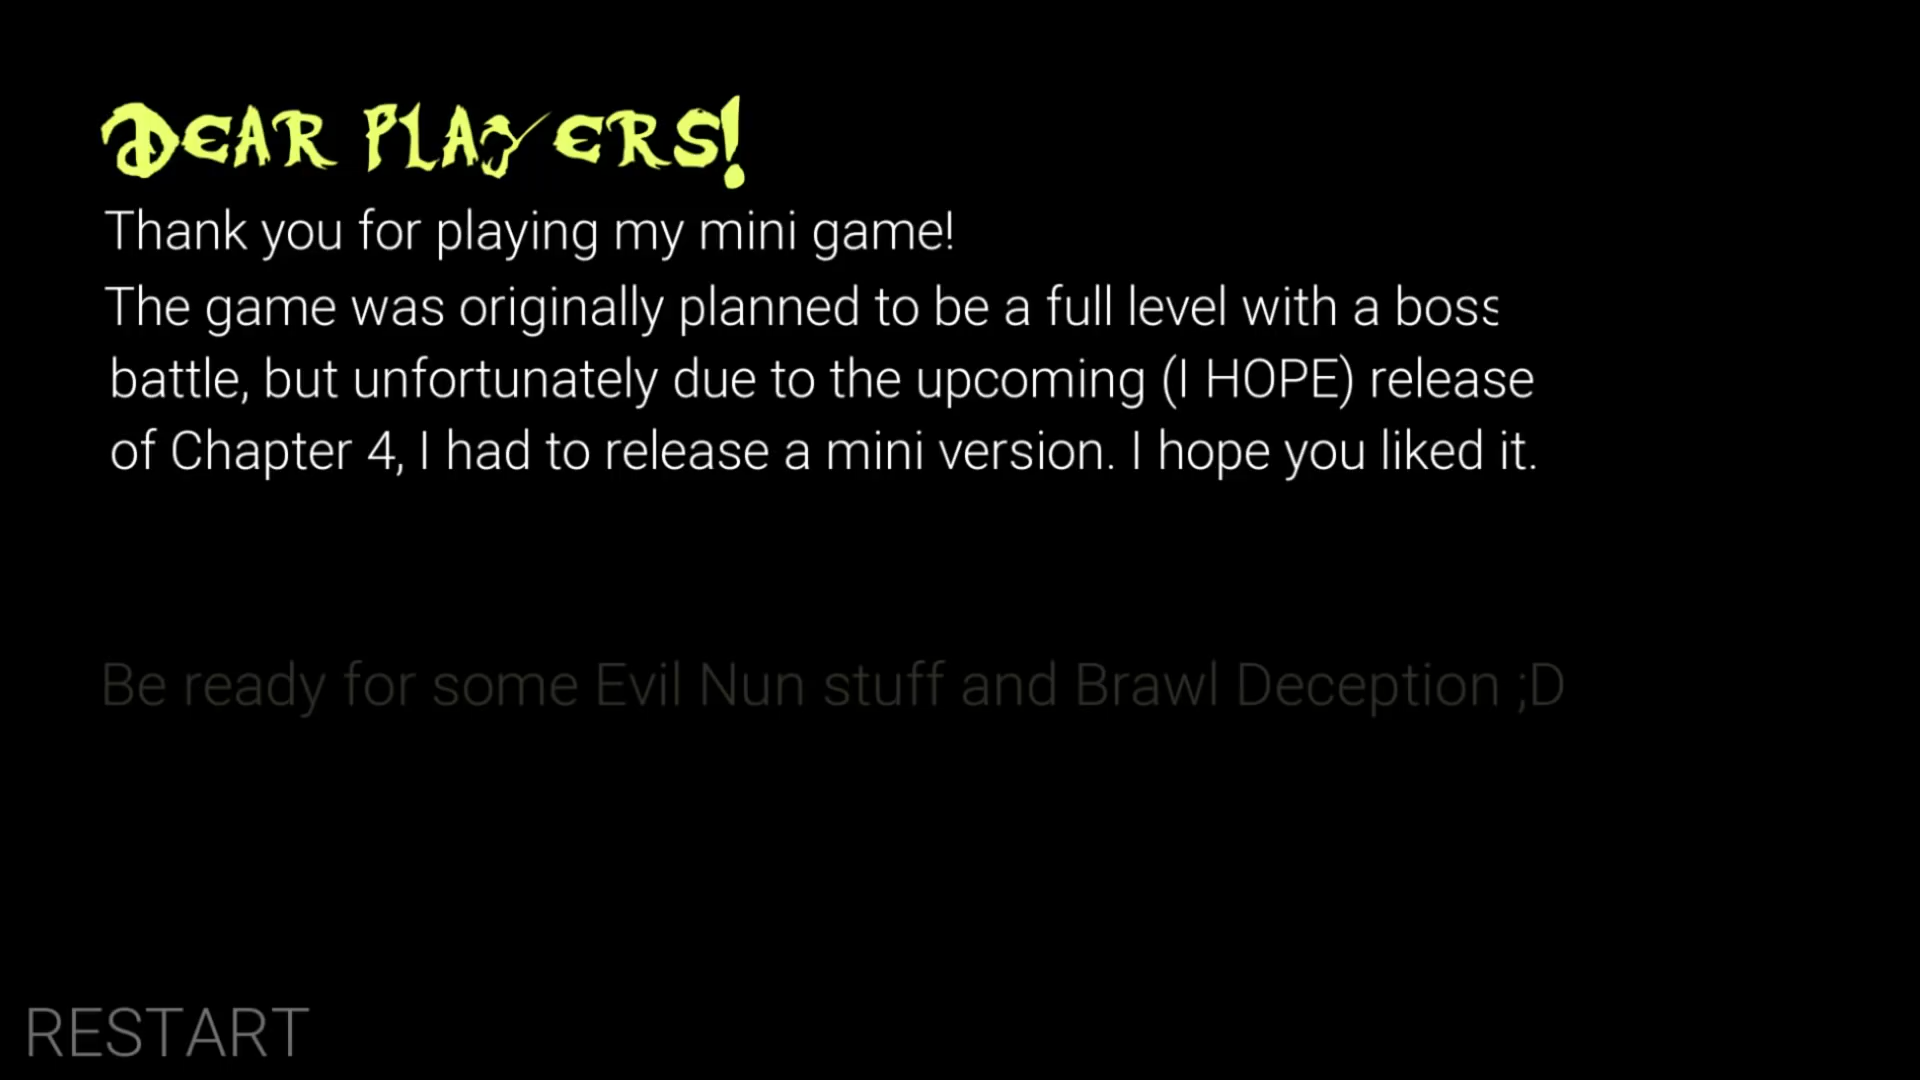 DEAR PLAYERS!
Thank you for playing my mini game!
The game was originally planned to be a full level with a boss
battle, but unfortunately due to the upcoming (I HOPE) release
of Chapter 4, I had to release a mini version. I hope you liked it.
Be ready for some Evil Nun stuff and Brawl Deception ;D
RESTART